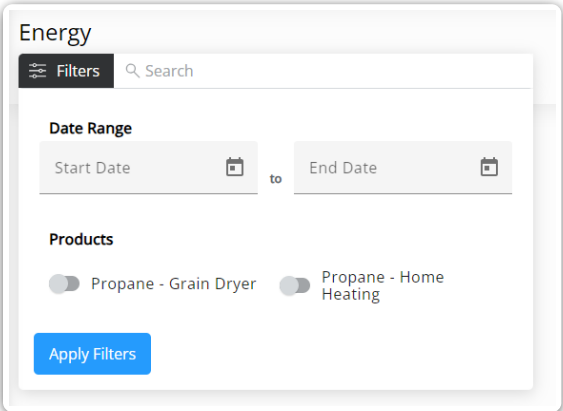 Energy
Filters Search
Date Range
Start Date to End Date
Products
Propane - Grain Dryer
Propane - Home
Heating
Apply Filters